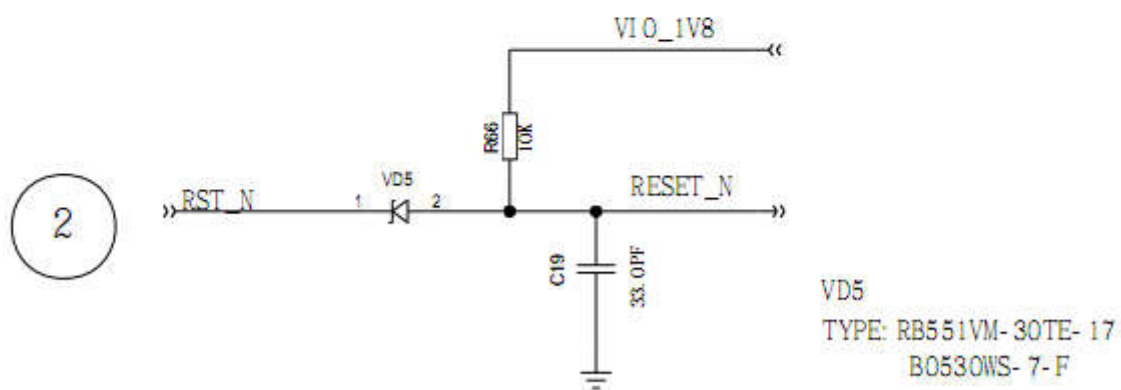 VIO_1V8
R66
10K
VD5
RST_N
1
2
RESET_N
2
C19
33.0PF
VD5
TYPE: RB551VM-30TE-17
B0530WS-7-F